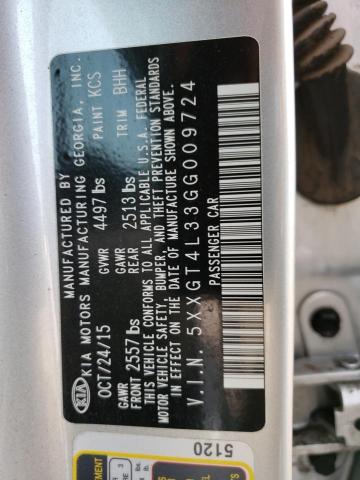 MANUFACTURED BY
KIA MOTORS MANUFACTURING GEORGIA, INC.
KIA
OCT/24/15 GVWR 4497 lbs PAINT KCS
GAWR FRONT 2557 lbs GAWR REAR 2513 lbs TRIM BHH
THIS VEHICLE CONFORMS TO ALL APPLICABLE U.S.A. FEDERAL
MOTOR VEHICLE SAFETY, BUMPER, AND THEFT PREVENTION STANDARDS
IN EFFECT ON THE DATE OF MANUFACTURE SHOWN ABOVE.
V.I.N. 5XXGT4L33GG009724
PASSENGER CAR
5120